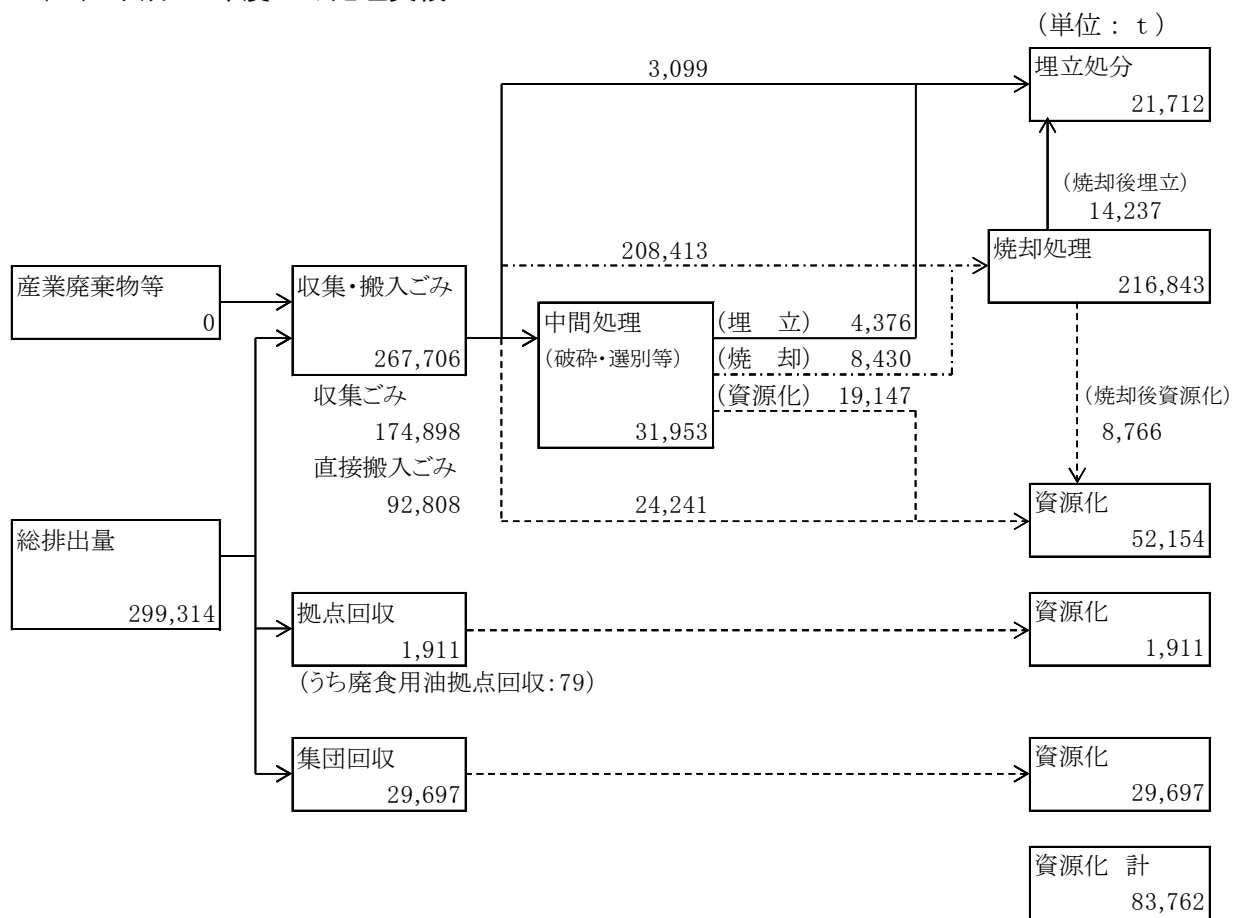 (単位：ｔ)
3,099
埋立処分
21,712
(焼却後埋立)
14,237
208,413
焼却処理
216,843
産業廃棄物等
0
収集・搬入ごみ
267,706
中間処理
(破砕・選別等)
31,953
(埋　立)　4,376
(焼　却)　8,430
(資源化)　19,147
収集ごみ
174,898
直接搬入ごみ
92,808
(焼却後資源化)
8,766
24,241
資源化
52,154
総排出量
299,314
拠点回収
1,911
(うち廃食用油拠点回収:79)
資源化
1,911
集団回収
29,697
資源化
29,697
資源化　計
83,762